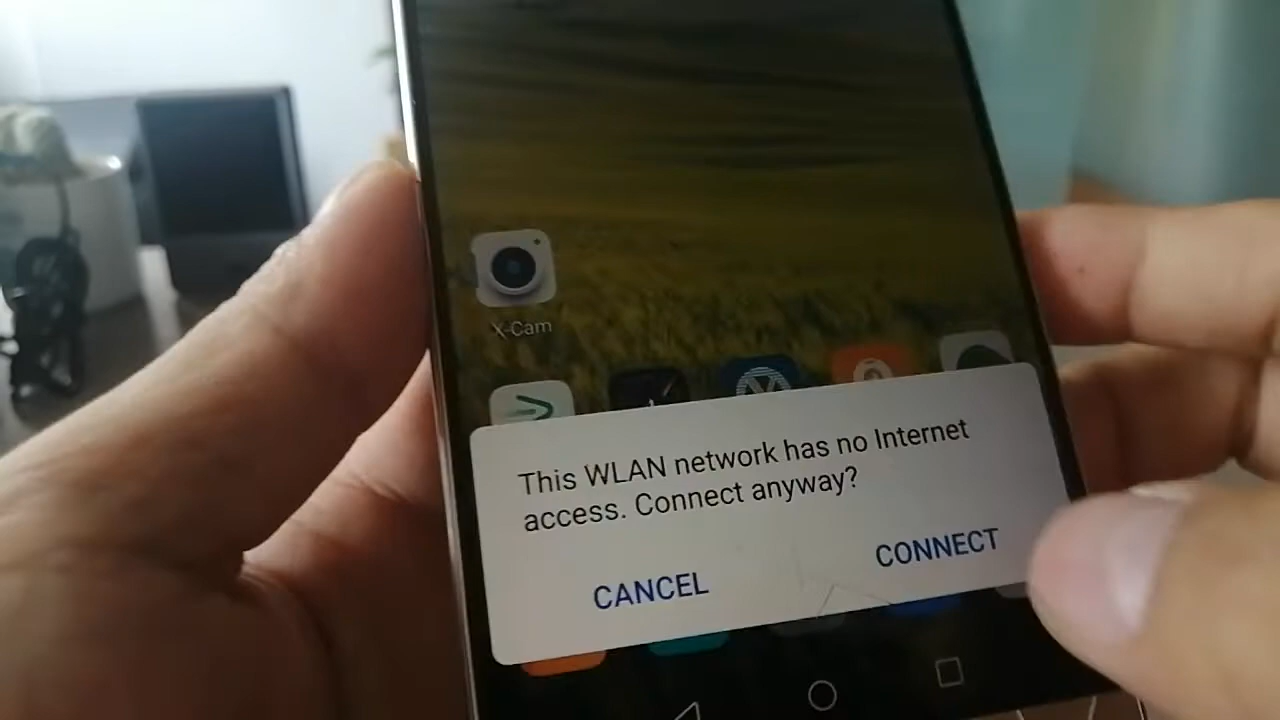 X-Cam
This WLAN network has no Internet
access. Connect anyway?
CANCEL
CONNECT